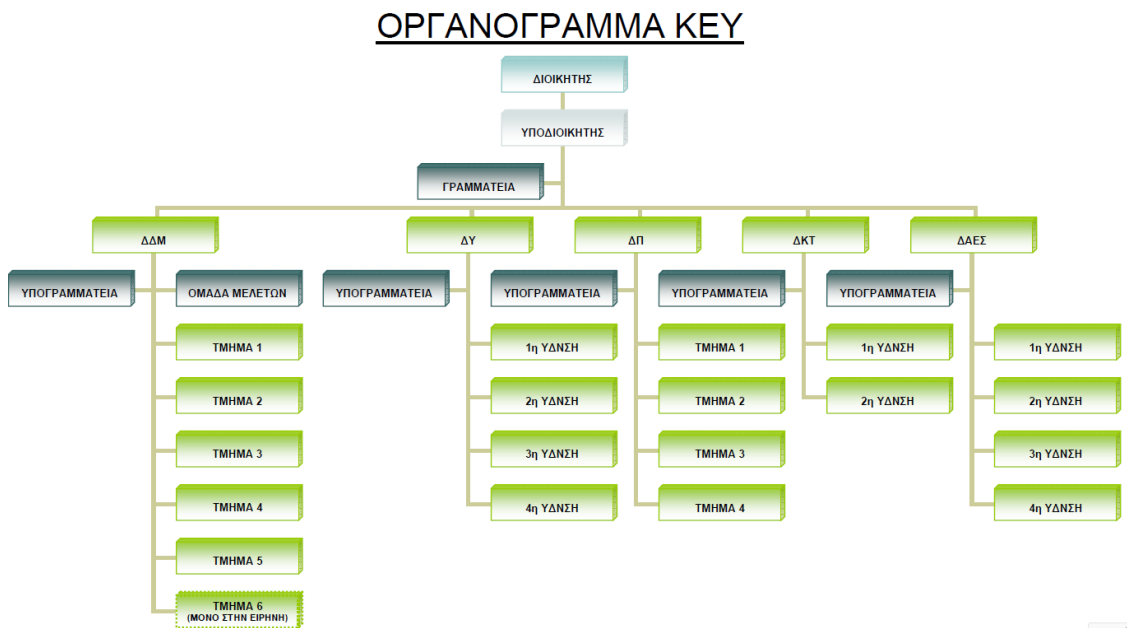 ΟΡΓΑΝΟΓΡΑΜΜΑ ΚΕΥ
ΔΙΟΙΚΗΤΗΣ
ΥΠΟΔΙΟΙΚΗΤΗΣ
ΓΡΑΜΜΑΤΕΙΑ
ΔΔΜ
ΔΥ
ΔΠ
ΔΚΤ
ΔΑΕΣ
ΥΠΟΓΡΑΜΜΑΤΕΙΑ
ΟΜΑΔΑ ΜΕΛΕΤΩΝ
ΥΠΟΓΡΑΜΜΑΤΕΙΑ
ΥΠΟΓΡΑΜΜΑΤΕΙΑ
ΥΠΟΓΡΑΜΜΑΤΕΙΑ
ΥΠΟΓΡΑΜΜΑΤΕΙΑ
ΤΜΗΜΑ 1
1η ΥΔΝΣΗ
ΤΜΗΜΑ 1
1η ΥΔΝΣΗ
1η ΥΔΝΣΗ
ΤΜΗΜΑ 2
2η ΥΔΝΣΗ
ΤΜΗΜΑ 2
2η ΥΔΝΣΗ
2η ΥΔΝΣΗ
ΤΜΗΜΑ 3
3η ΥΔΝΣΗ
ΤΜΗΜΑ 3
3η ΥΔΝΣΗ
ΤΜΗΜΑ 4
4η ΥΔΝΣΗ
ΤΜΗΜΑ 4
4η ΥΔΝΣΗ
ΤΜΗΜΑ 5
ΤΜΗΜΑ 6
(ΜΟΝΟ ΣΤΗΝ ΕΙΡΗΝΗ)